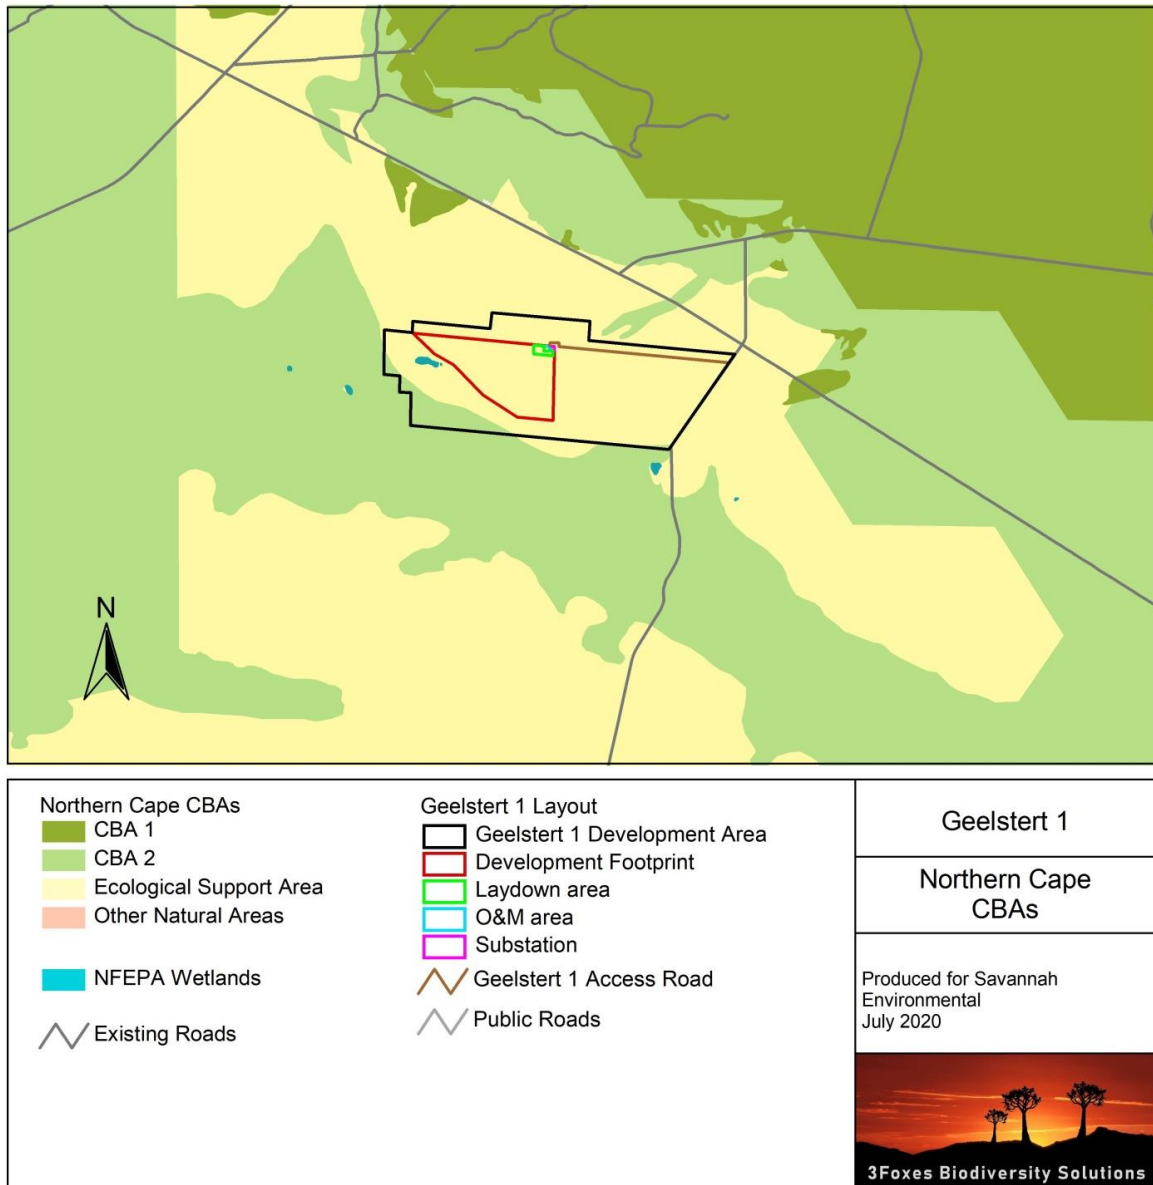 N
Northern Cape CBAs
CBA 1
CBA 2
Ecological Support Area
Other Natural Areas
NFEPA Wetlands
Existing Roads
Geelstert 1 Layout
Geelstert 1 Development Area
Development Footprint
Laydown area
O&M area
Substation
Geelstert 1 Access Road
Public Roads
Geelstert 1
Northern Cape
CBAs
Produced for Savannah
Environmental
July 2020
3Foxes Biodiversity Solutions